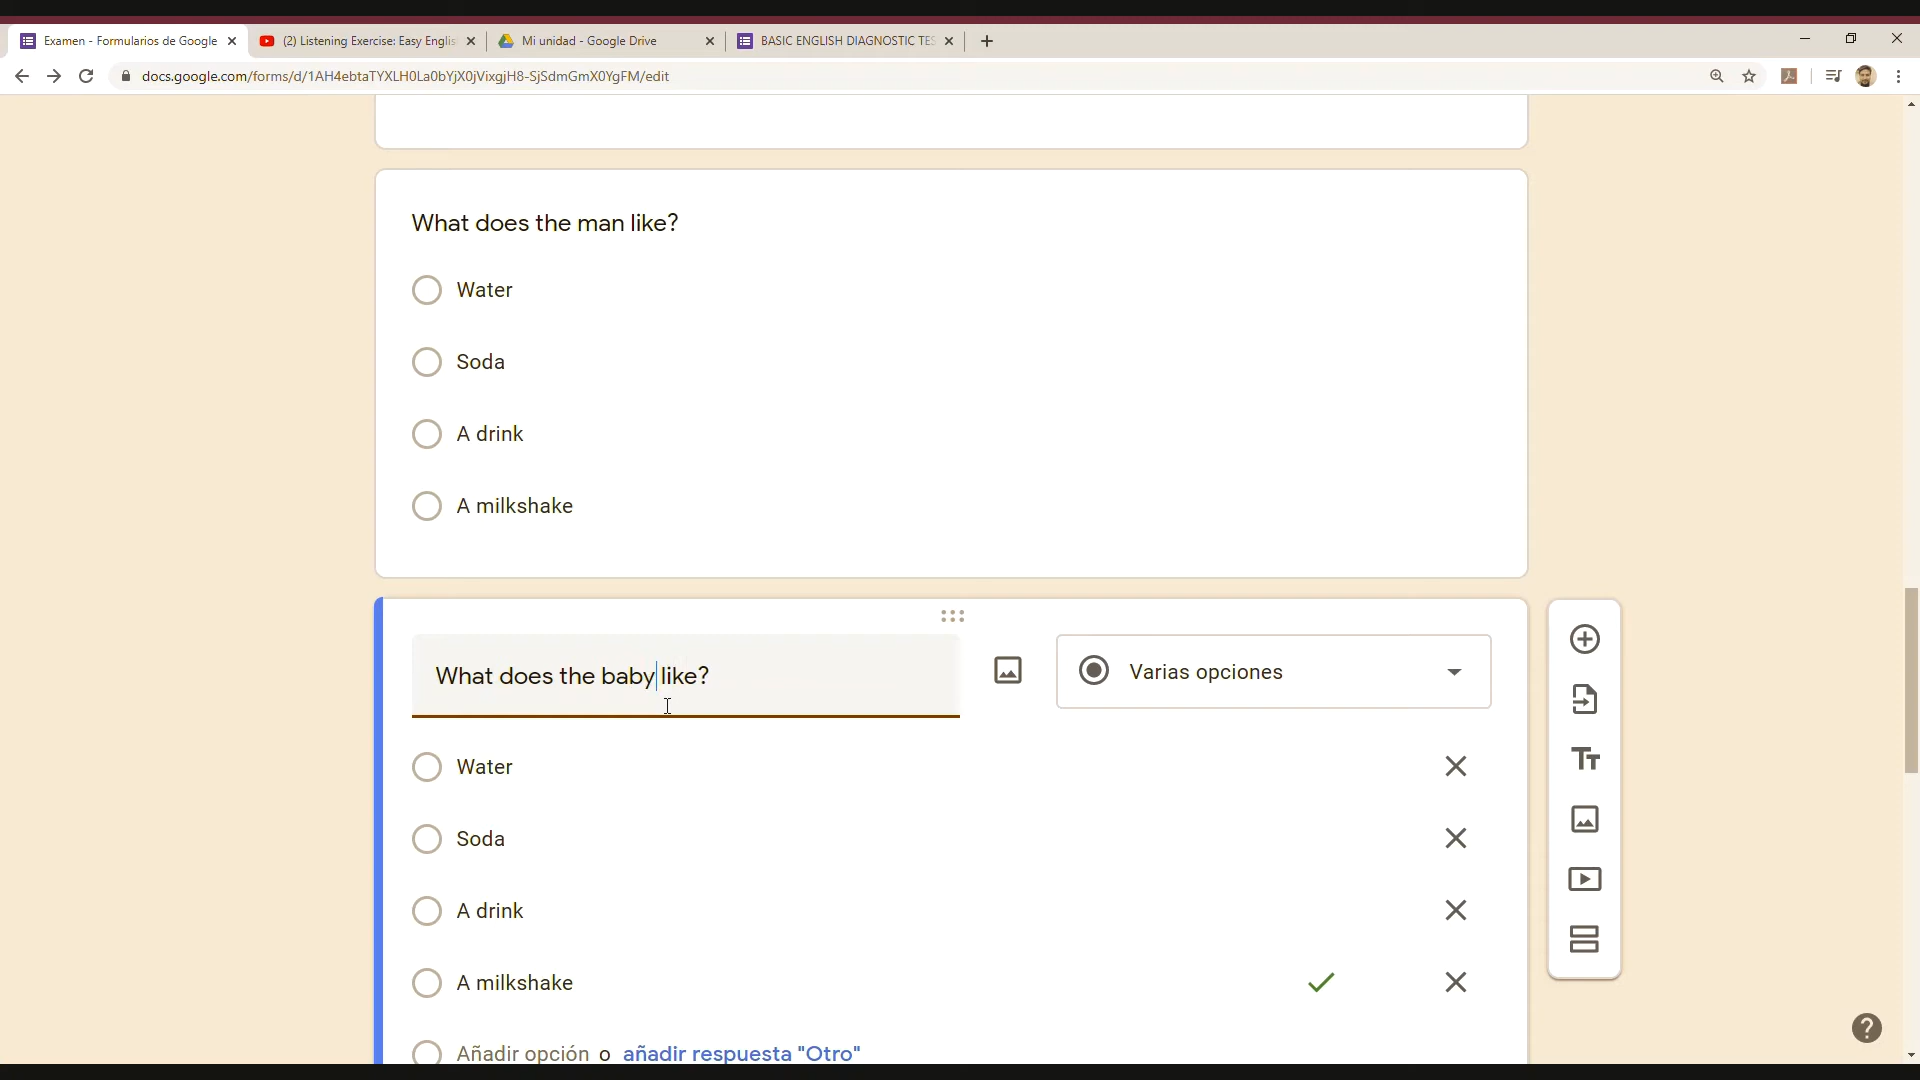 Examen - Formularios de Google
(2) Listening Exercise: Easy Englis
Mi unidad - Google Drive
BASIC ENGLISH DIAGNOSTIC TES
docs.google.com/forms/d/1AH4ebtaTYXLH0La0bYjX0jVixgjH8-SjSdmGmX0YgFM/edit
What does the man like?
Water
Soda
A drink
A milkshake
What does the baby like?
Varias opciones
Water
Soda
A drink
A milkshake
Añadir opción o añadir respuesta "Otro"